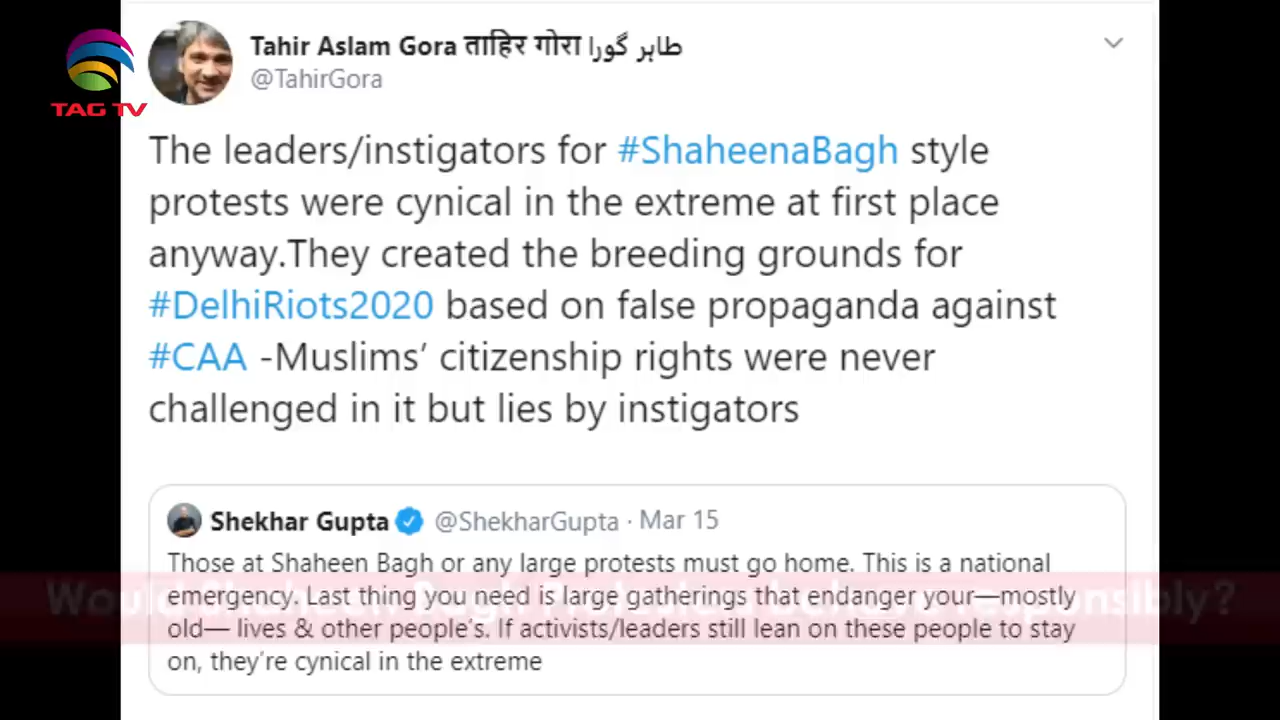 TAG TV
Tahir Aslam Gora ताहिर गोरा طاہر گورا
@TahirGora
The leaders/instigators for #ShaheenaBagh style
protests were cynical in the extreme at first place
anyway.They created the breeding grounds for
#DelhiRiots2020 based on false propaganda against
#CAA -Muslims’ citizenship rights were never
challenged in it but lies by instigators
Shekhar Gupta @ShekharGupta · Mar 15
Those at Shaheen Bagh or any large protests must go home. This is a national
emergency. Last thing you need is large gatherings that endanger your—mostly
old— lives & other people's. If activists/leaders still lean on these people to stay
on, they're cynical in the extreme
Would Shaheen Bagh responsibly?